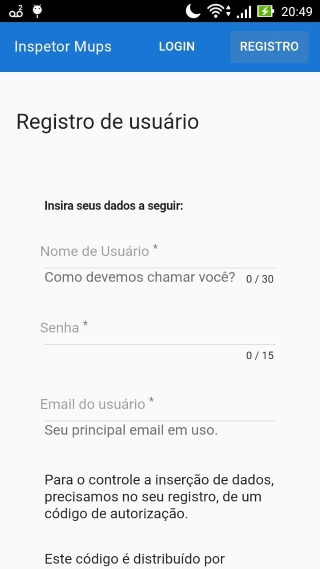 2
20:49
Inspetor Mups
LOGIN
REGISTRO
Registro de usuário
Insira seus dados a seguir:
Nome de Usuário *
Como devemos chamar você?
0 / 30
Senha *
0 / 15
Email do usuário *
Seu principal email em uso.
Para o controle a inserção de dados,
precisamos no seu registro, de um
código de autorização.
Este código é distribuído por